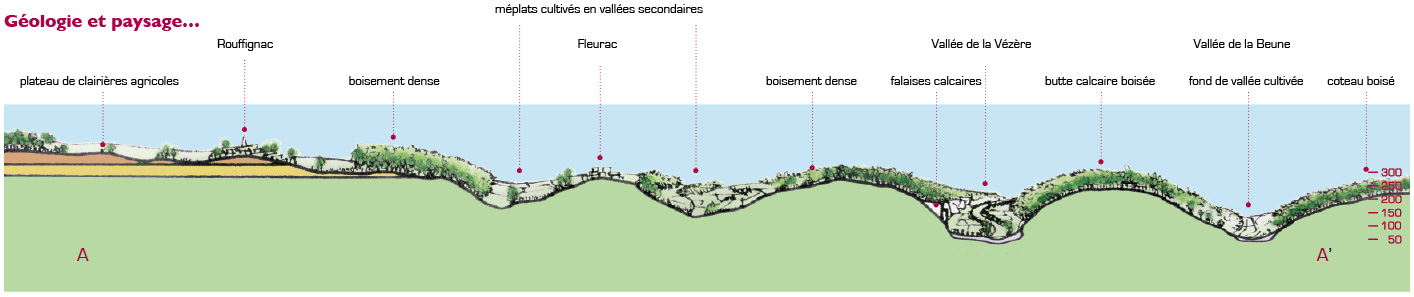 Géologie et paysage...
méplats cultivés en vallées secondaires
Rouffignac
Fleurac
Vallée de la Vézère
Vallée de la Beune
plateau de clairières agricoles
boisement dense
boisement dense
falaises calcaires
butte calcaire boisée
fond de vallée cultivée
coteau boisé
300
250
200
150
100
50
A
A’